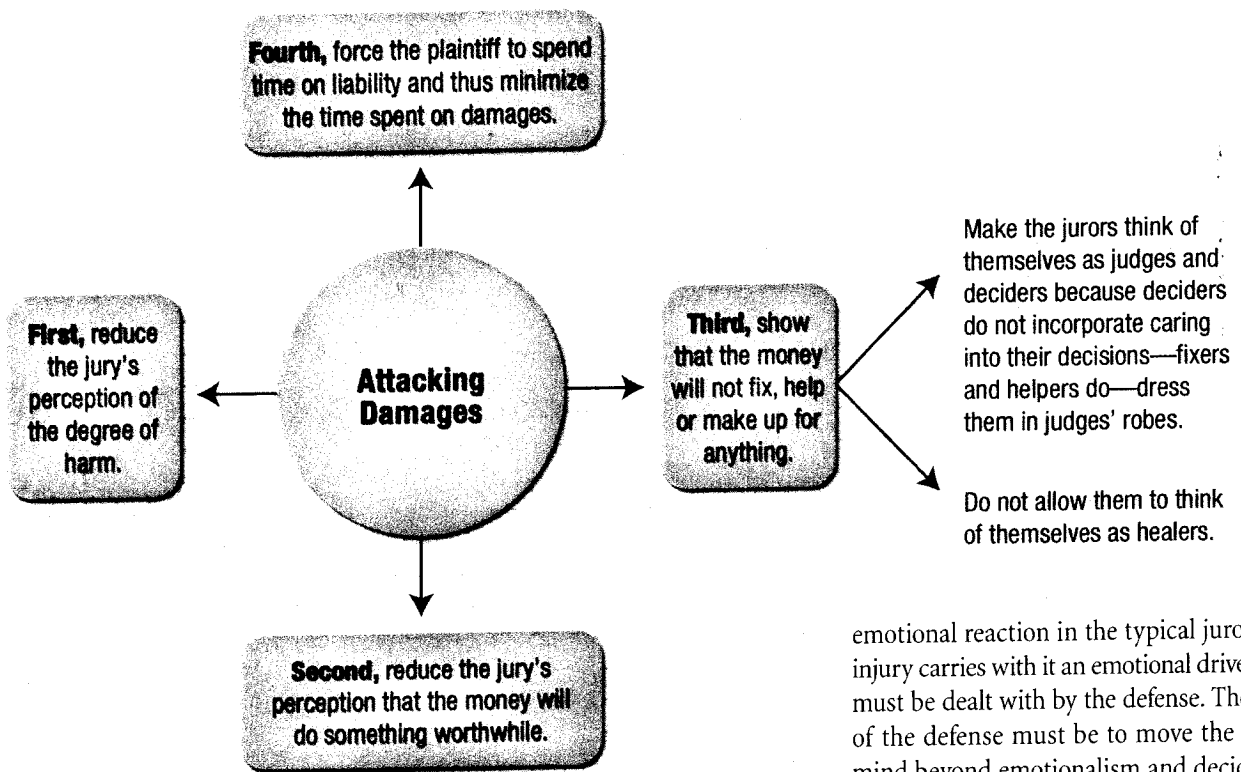 Fourth, force the plaintiff to spend
time on liability and thus minimize
the time spent on damages.
First, reduce
the jury's
perception of
the degree of
harm.
Attacking
Damages
Third, show
that the money
will not fix, help
or make up for
anything.
Make the jurors think of
themselves as judges and
deciders because deciders
do not incorporate caring
into their decisions—fixers
and helpers do—dress
them in judges' robes.
Do not allow them to think
of themselves as healers.
Second, reduce the jury's
perception that the money will
do something worthwhile.
emotional reaction in the typical juro
injury carries with it an emotional drive
must be dealt with by the defense. The
of the defense must be to move the
mind beyond emotionalism and decid